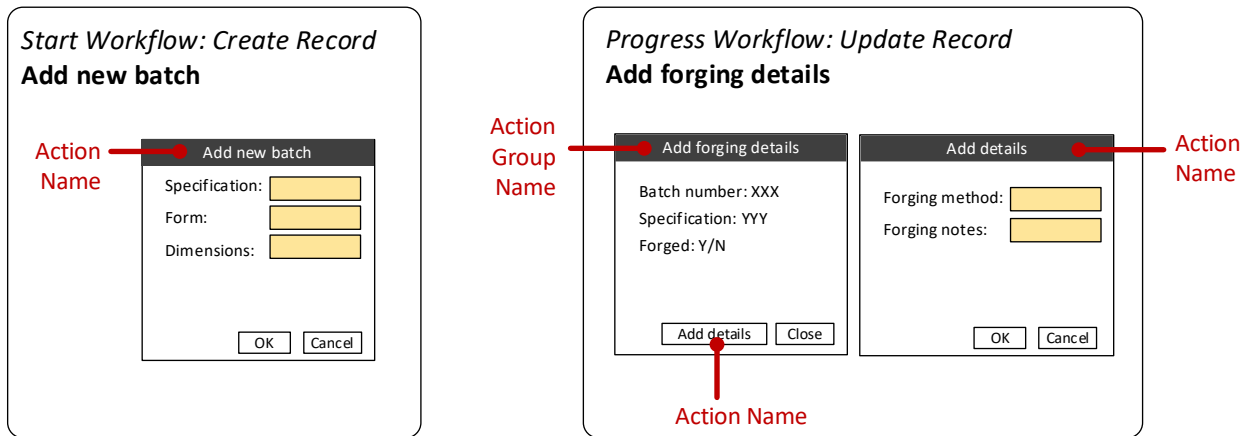 Start Workflow: Create Record
Add new batch
Action
Name
Add new batch
Specification:
Form:
Dimensions:
OK
Cancel
Progress Workflow: Update Record
Add forging details
Action
Group
Name
Add forging details
Batch number: XXX
Specification: YYY
Forged: Y/N
Add details
Close
Action Name
Add details
Forging method:
Forging notes:
OK
Cancel
Action
Name